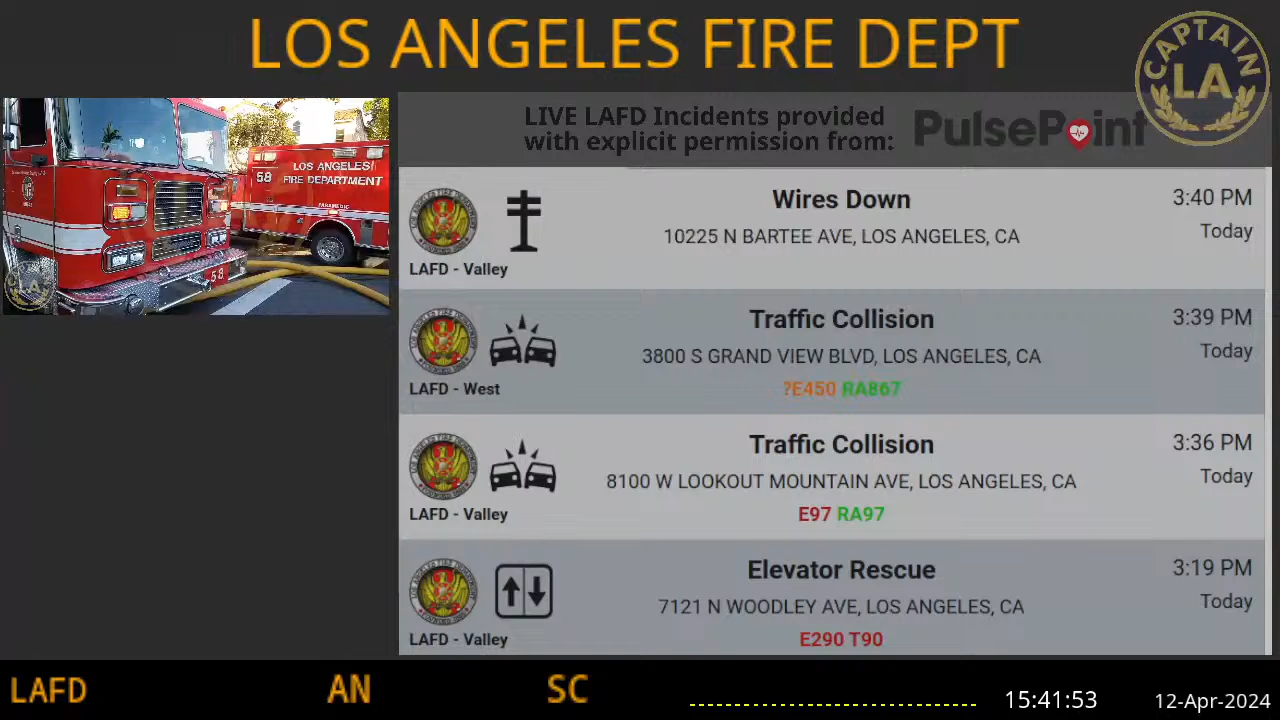 LOS ANGELES FIRE DEPT
CAPTAIN
LA
LOS ANGELES
58 FIRE DEPARTMENT
PARAMEDIC
58
LIVE LAFD Incidents provided
with explicit permission from:
PulsePoint
Wires Down
3:40 PM
10225 N BARTEE AVE, LOS ANGELES, CA
Today
LAFD - Valley
Traffic Collision
3:39 PM
3800 S GRAND VIEW BLVD, LOS ANGELES, CA
Today
LAFD - West
?E450 RA867
Traffic Collision
3:36 PM
8100 W LOOKOUT MOUNTAIN AVE, LOS ANGELES, CA
Today
LAFD - Valley
E97 RA97
Elevator Rescue
3:19 PM
7121 N WOODLEY AVE, LOS ANGELES, CA
Today
LAFD - Valley
E290 T90
LAFD AN SC
15:41:53 12-Apr-2024